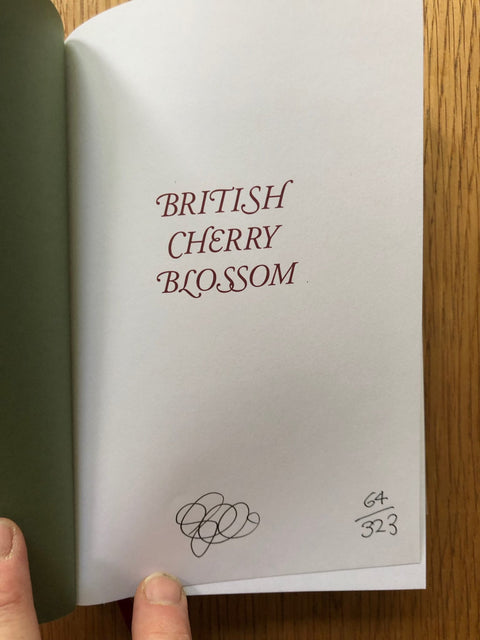 BRITISH
CHERRY
BLOSSOM
64
323